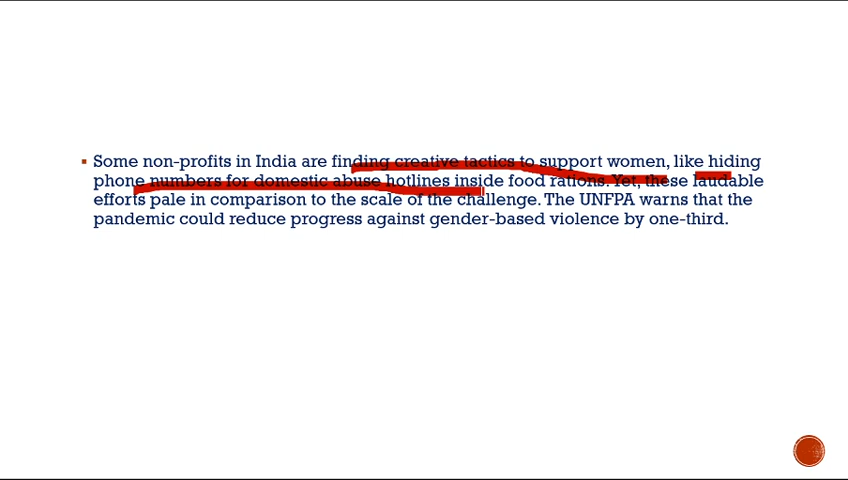 Some non-profits in India are finding creative tactics to support women, like hiding
phone numbers for domestic abuse hotlines inside food rations. Yet, these laudable
efforts pale in comparison to the scale of the challenge. The UNFPA warns that the
pandemic could reduce progress against gender-based violence by one-third.